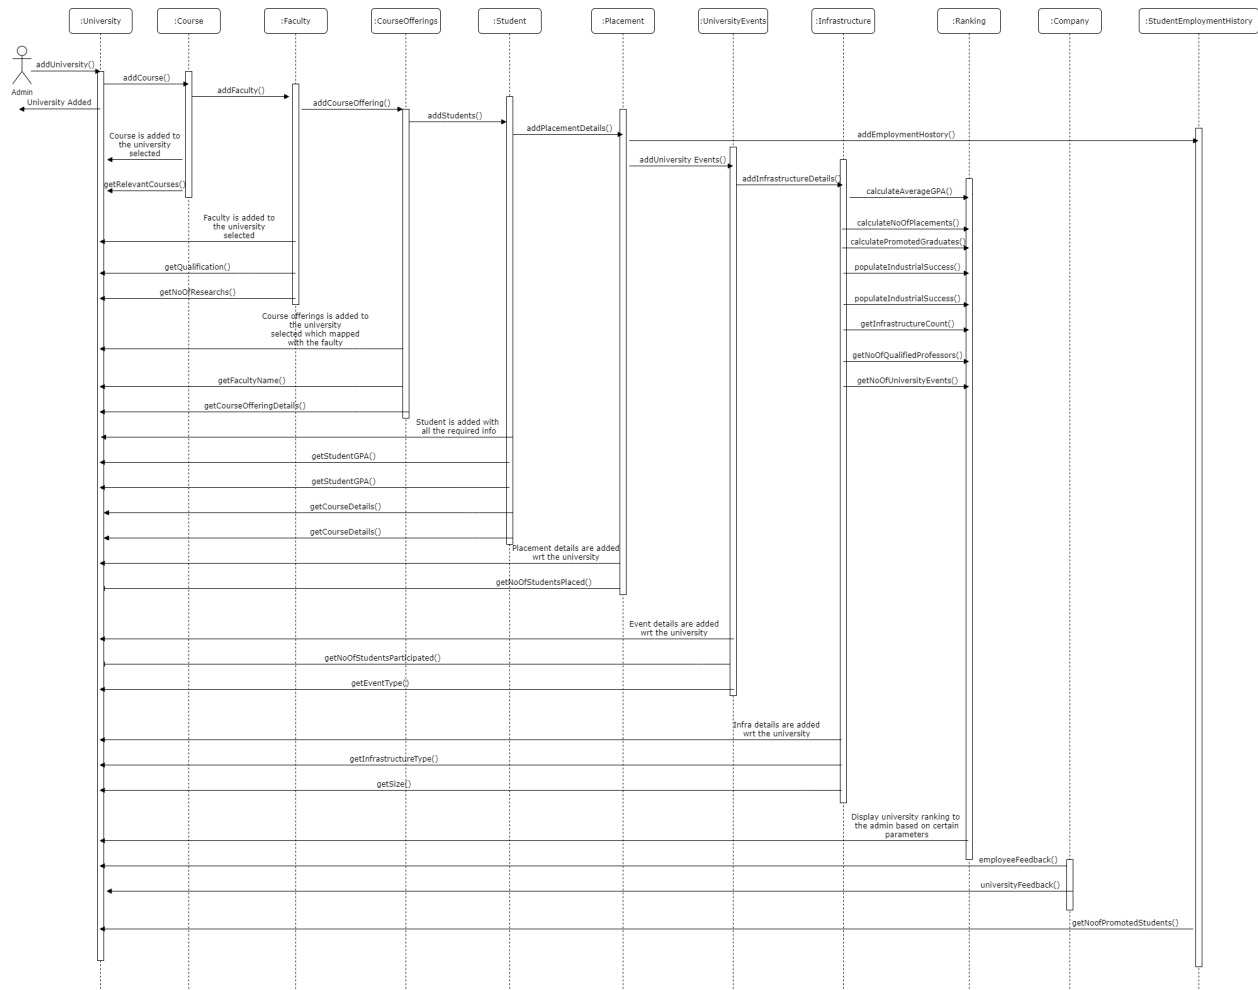 :University
:Course
:Faculty
:CourseOfferings
:Student
:Placement
:UniversityEvents
:Infrastructure
:Ranking
:Company
:StudentEmploymentHistory
addUniversity()
addCourse()
addFaculty()
Admin
University Added
addCourseOffering()
addStudents()
addPlacementDetails()
addEmploymentHostory()
Course is added to
the university
selected
addUniversity Events()
addInfrastructureDetails()
getRelevantCourses()
calculateAverageGPA()
Faculty is added to
the university
selected
calculateNoOfPlacements()
calculatePromotedGraduates()
getQualification()
populateIndustrialSuccess()
getNoOfResearchs()
populateIndustrialSuccess()
Course offerings is added to
the university
selected which mapped
with the faulty
getInfrastructureCount()
getNoOfQualifiedProfessors()
getFacultyName()
getNoOfUniversityEvents()
getCourseOfferingDetails()
Student is added with
all the required info
getStudentGPA()
getStudentGPA()
getCourseDetails()
getCourseDetails()
Placement details are added
wrt the university
getNoOfStudentsPlaced()
Event details are added
wrt the university
getNoOfStudentsParticipated()
getEventType()
Infra details are added
wrt the university
getInfrastructureType()
getSize()
Display university ranking to
the admin based on certain
parameters
employeeFeedback()
universityFeedback()
getNoofPromotedStudents()